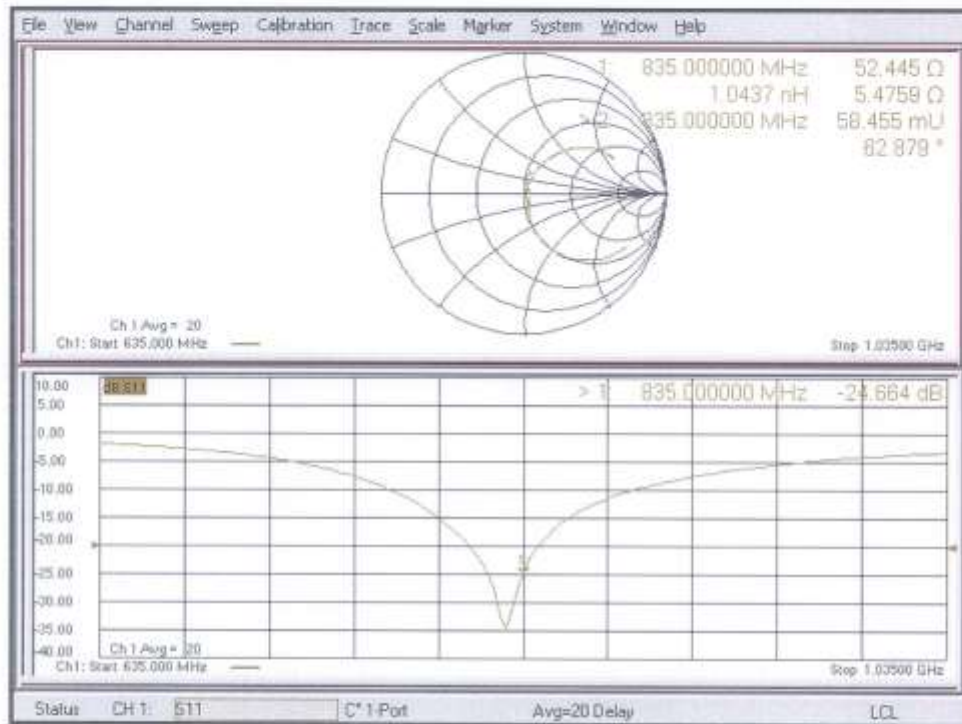 File View Channel Sweep Calibration Trace Scale Marker System Window Help
1 835.000000 MHz 52.445 Ω
1.0437 nH 5.4759 Ω
> 2 835.000000 MHz 58.455 mU
62.879 °
Ch 1 Avg = 20
Ch1: Start 635.000 MHz
Stop 1.03500 GHz
10.00
dB S11
> 1 835.000000 MHz -24.664 dB
5.00
0.00
-5.00
-10.00
-15.00
-20.00
-25.00
-30.00
-35.00
-40.00
1
Ch 1 Avg = 20
Ch1: Start 635.000 MHz
Stop 1.03500 GHz
Status CH 1: S11 C* 1-Port Avg=20 Delay LCL